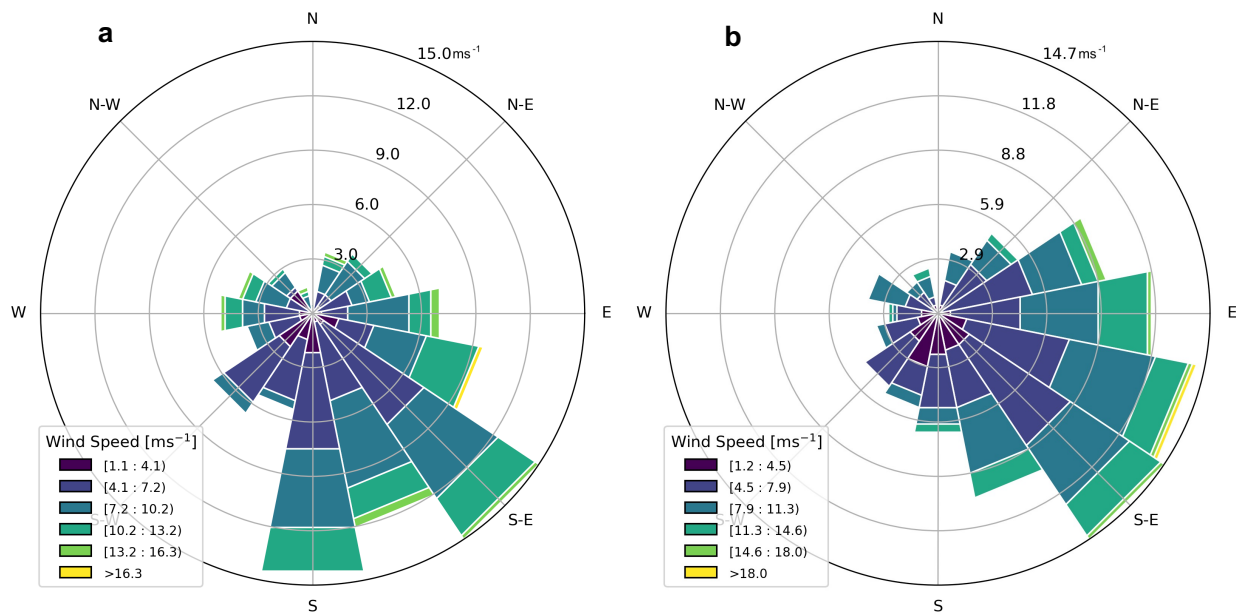 a
N
15.0ms⁻¹
12.0
9.0
6.0
3.0
N-W
N-E
W
E
S-W
S-E
S
Wind Speed [ms⁻¹]
[1.1 : 4.1)
[4.1 : 7.2)
[7.2 : 10.2)
[10.2 : 13.2)
[13.2 : 16.3)
>16.3
b
N
14.7ms⁻¹
11.8
8.8
5.9
2.9
N-W
N-E
W
E
S-W
S-E
S
Wind Speed [ms⁻¹]
[1.2 : 4.5)
[4.5 : 7.9)
[7.9 : 11.3)
[11.3 : 14.6)
[14.6 : 18.0)
>18.0